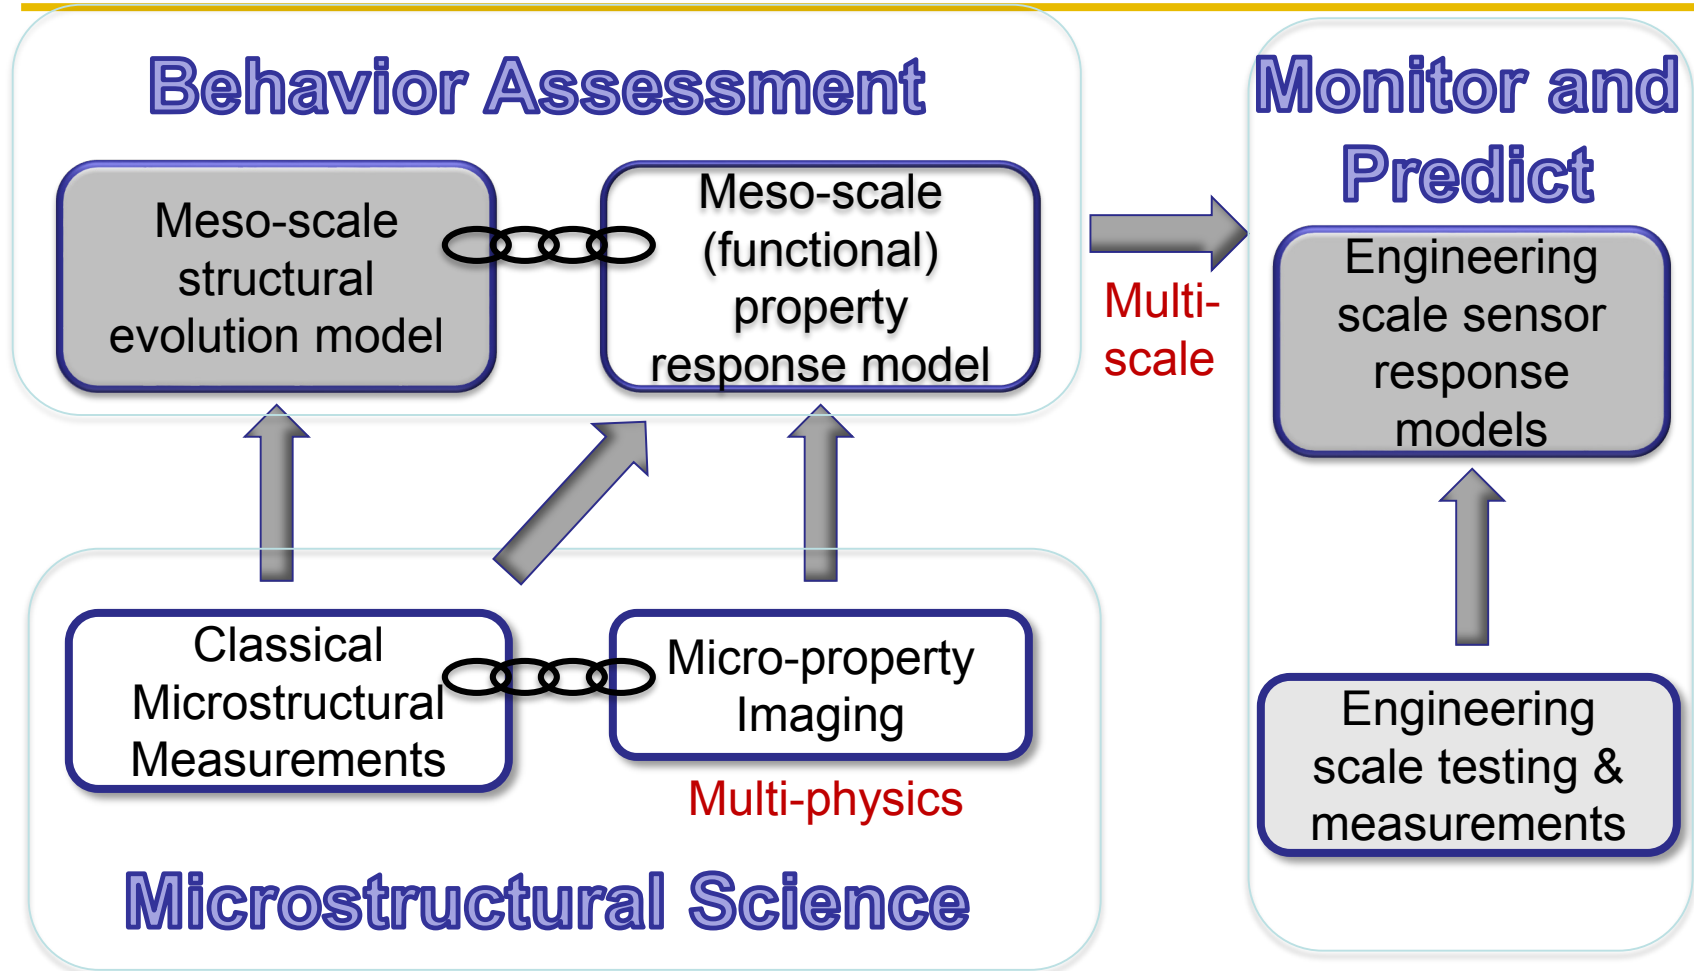 Behavior Assessment
Meso-scale
structural
evolution model
Meso-scale
(functional)
property
response model
Multi-
scale
Monitor and
Predict
Engineering
scale sensor
response
models
Classical
Microstructural
Measurements
Micro-property
Imaging
Multi-physics
Microstructural Science
Engineering
scale testing &
measurements